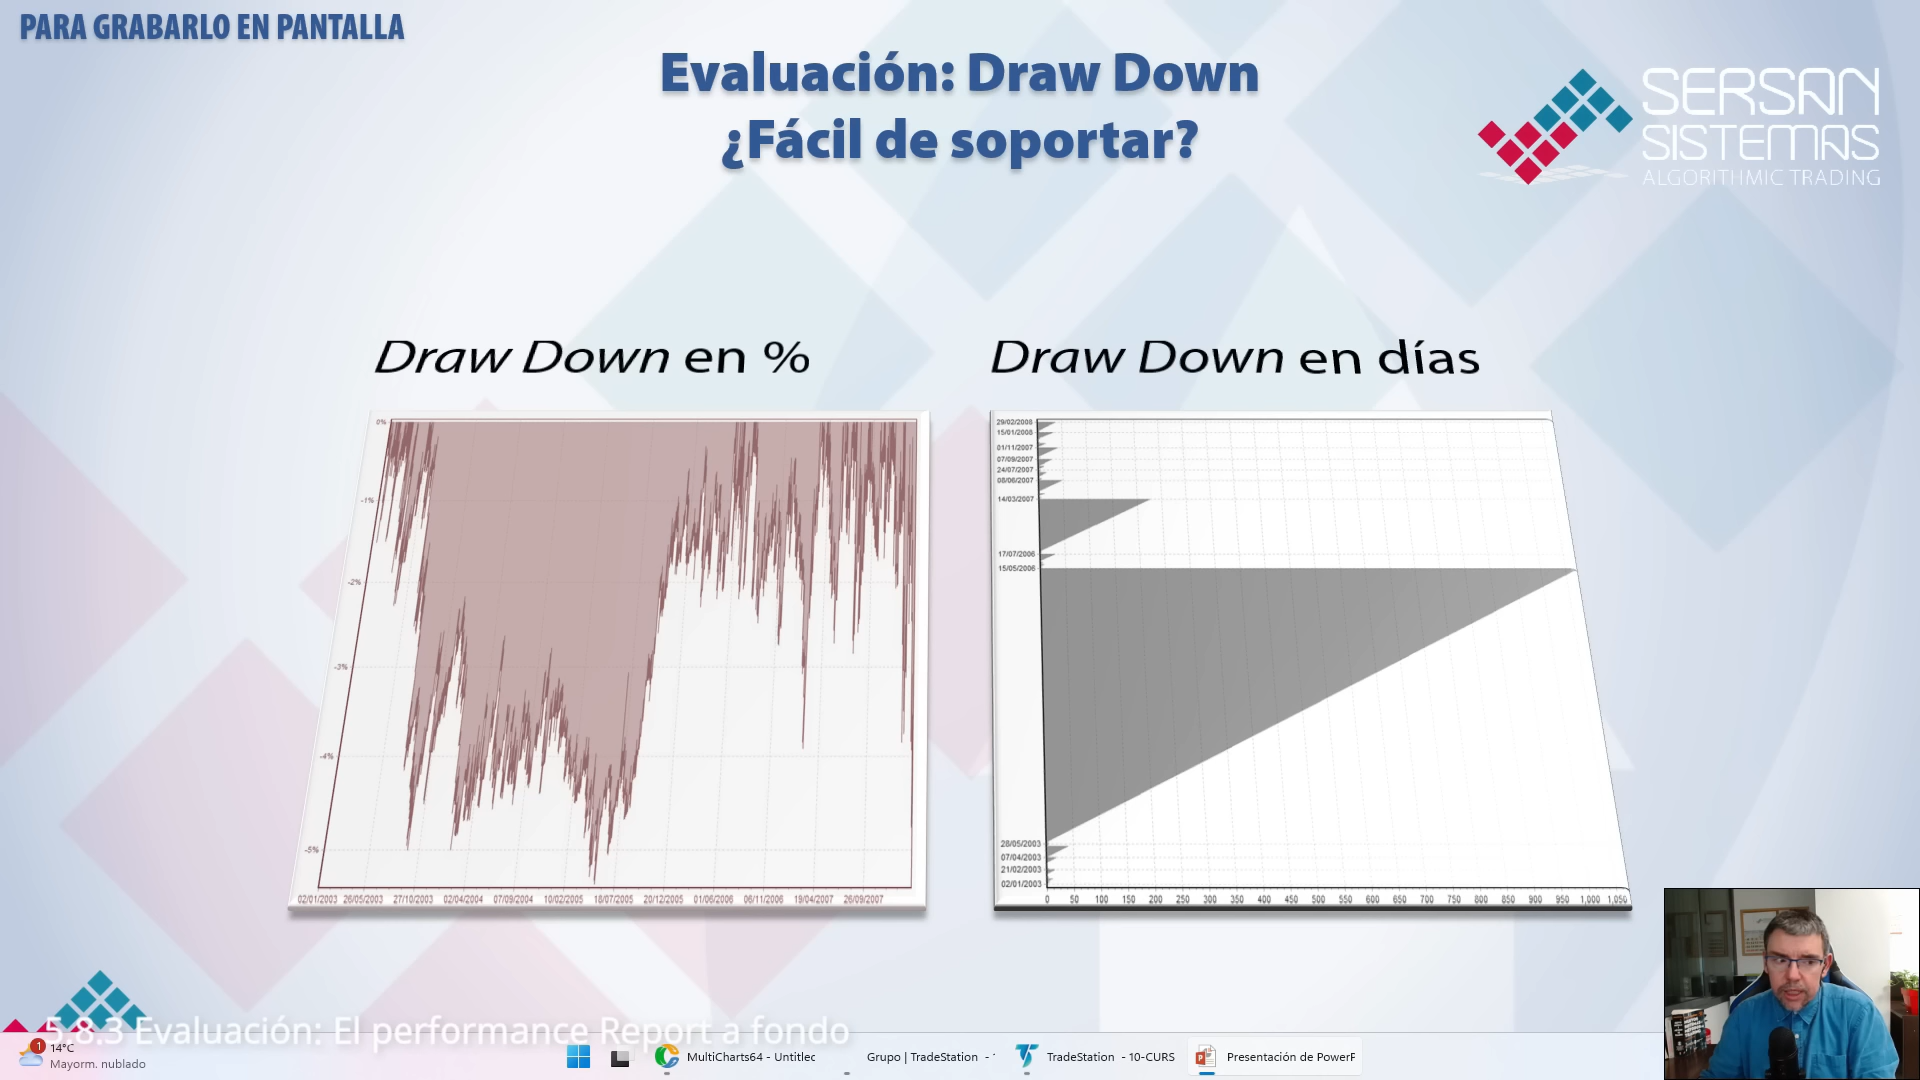 PARA GRABARLO EN PANTALLA
Evaluación: Draw Down
¿Fácil de soportar?
SERSAN
SISTEMAS
ALGORITHMIC TRADING
Draw Down en %
Draw Down en días
0%
-1%
-2%
-3%
-4%
-5%
02/01/2003 26/05/2003 27/10/2003 02/04/2004 07/09/2004 10/02/2005 18/07/2005 20/12/2005 01/06/2006 06/11/2006 19/04/2007 26/09/2007
29/02/2008
15/01/2008
01/11/2007
07/09/2007
24/07/2007
08/06/2007
14/03/2007
17/07/2006
15/05/2006
28/05/2003
07/04/2003
21/02/2003
02/01/2003
0 50 100 150 200 250 300 350 400 450 500 550 600 650 700 750 800 850 900 950 1,000 1,050
5.8.3 Evaluación: El performance Report a fondo
1
14°C
Mayorm. nublado
MultiCharts64 - Untitlec
Grupo | TradeStation - '
TradeStation - 10-CURS
Presentación de PowerF